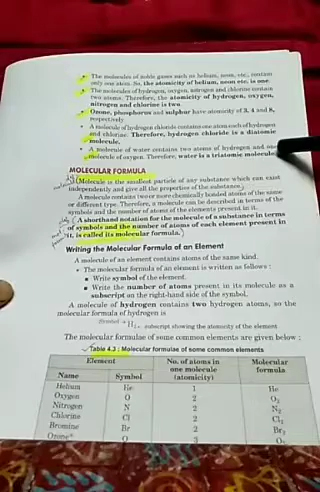 The molecules of noble gases such as helium, neon, etc., contain
only one atom. So, the atomicity of helium, neon etc. is one.
The molecules of hydrogen, oxygen, nitrogen and chlorine contain
two atoms. Therefore, the atomicity of hydrogen, oxygen,
nitrogen and chlorine is two.
Ozone, phosphorus and sulphur have atomicity of 3, 4 and 8,
respectively.
• A molecule of hydrogen chloride contains one atom each of hydrogen
and chlorine. Therefore, hydrogen chloride is a diatomic
molecule.
• A molecule of water contains two atoms of hydrogen and one
molecule of oxygen. Therefore, water is a triatomic molecule.
MOLECULAR FORMULA
Molecule is the smallest particle of any substance which can exist
independently and give all the properties of the substance.
A molecule contains two or more chemically bonded atoms of the same
or different type. Therefore, a molecule can be described in terms of the
symbols and the number of atoms of the elements present in it.
A shorthand notation for the molecule of a substance in terms
of symbols and the number of atoms of each element present in
it, is called its molecular formula.
Writing the Molecular Formula of an Element
A molecule of an element contains atoms of the same kind.
• The molecular formula of an element is written as follows :
■ Write symbol of the element.
■ Write the number of atoms present in its molecule as a
subscript on the right-hand side of the symbol.
A molecule of hydrogen contains two hydrogen atoms, so the
molecular formula of hydrogen is
Symbol → H₂ ← subscript showing the atomicity of the element
The molecular formulae of some common elements are given below :
Table 4.3 : Molecular formulae of some common elements
Element No. of atoms in one molecule (atomicity) Molecular formula
Name Symbol
Helium He 1 He
Oxygen O 2 O₂
Nitrogen N 2 N₂
Chlorine Cl 2 Cl₂
Bromine Br 2 Br₂
Ozone* O 3 O₃